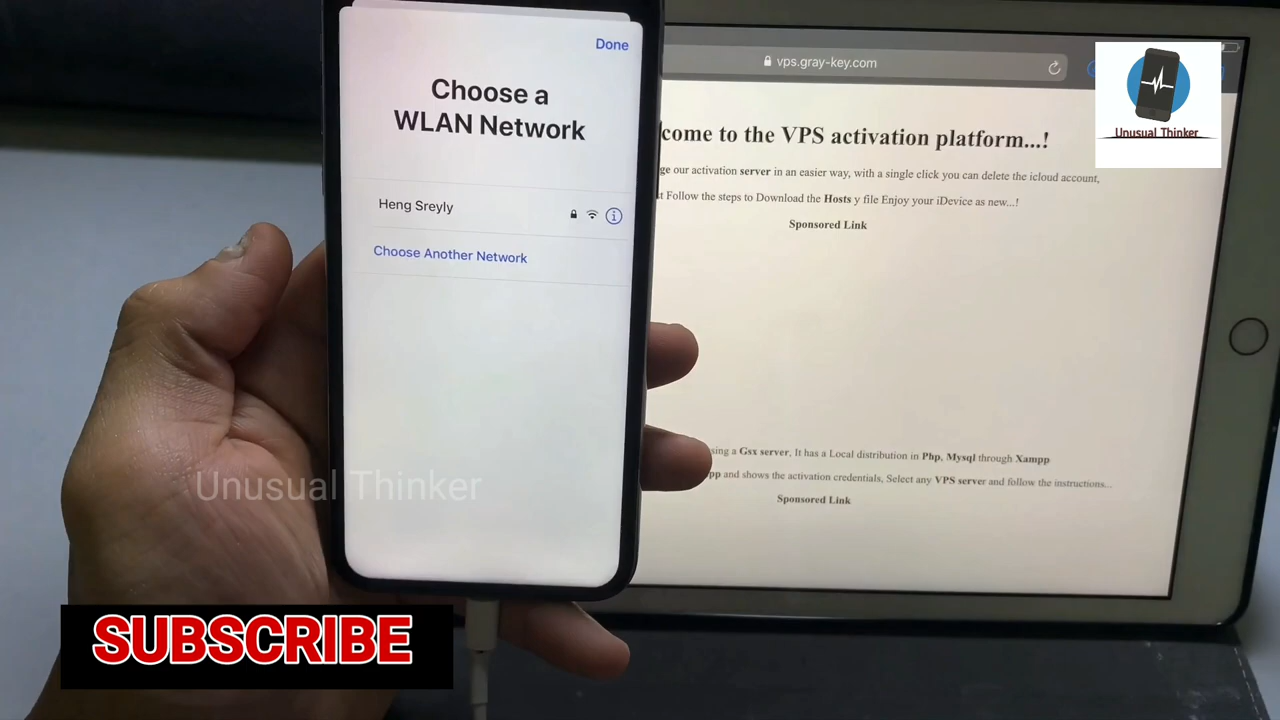 Done
Choose a
WLAN Network
Heng Sreyly
Choose Another Network
vps.gray-key.com
come to the VPS activation platform...!
ge our activation server in an easier way, with a single click you can delete the icloud account,
t Follow the steps to Download the Hosts y file Enjoy your iDevice as new...!
Sponsored Link
sing a Gsx server, It has a Local distribution in Php, Mysql through Xampp
pp and shows the activation credentials, Select any VPS server and follow the instructions...
Sponsored Link
Unusual Thinker
Unusual Thinker
SUBSCRIBE